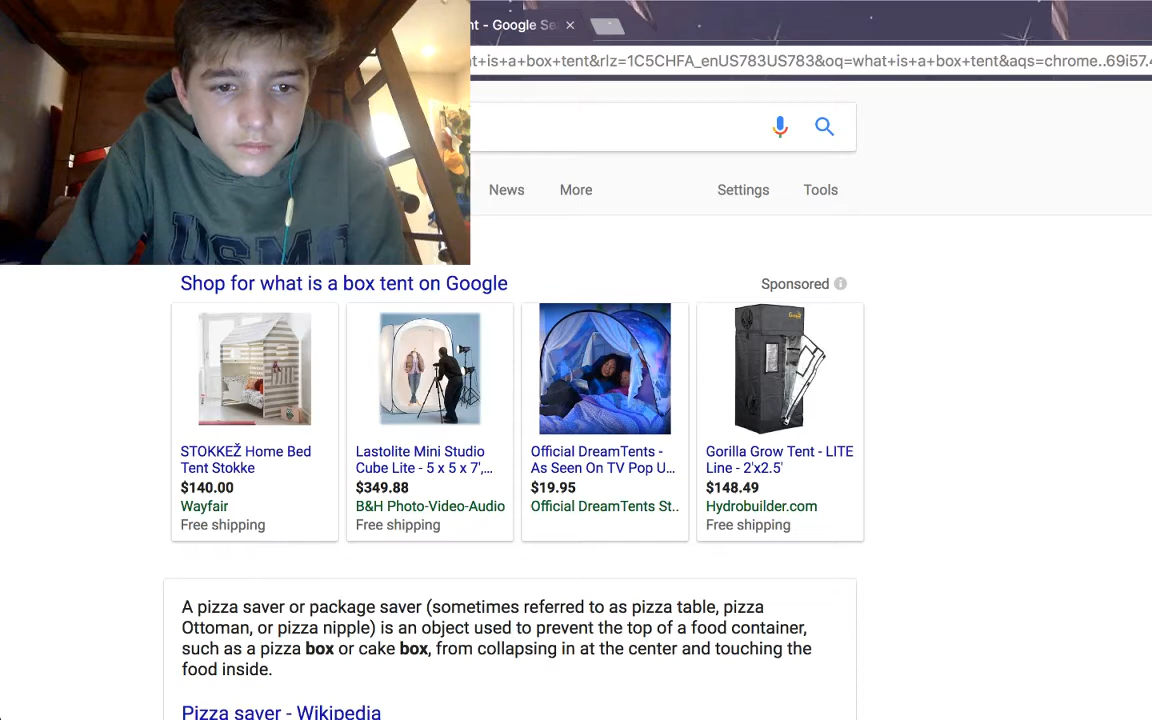 nt - Google Se
t+is+a+box+tent&rlz=1C5CHFA_enUS783US783&oq=what+is+a+box+tent&aqs=chrome..69i57.4
News More Settings Tools
USMC
Shop for what is a box tent on Google
Sponsored
STOKKEŽ Home Bed
Tent Stokke
$140.00
Wayfair
Free shipping
Lastolite Mini Studio
Cube Lite - 5 x 5 x 7',...
$349.88
B&H Photo-Video-Audio
Free shipping
Official DreamTents -
As Seen On TV Pop U...
$19.95
Official DreamTents St..
Gorilla Grow Tent - LITE
Line - 2'x2.5'
$148.49
Hydrobuilder.com
Free shipping
A pizza saver or package saver (sometimes referred to as pizza table, pizza
Ottoman, or pizza nipple) is an object used to prevent the top of a food container,
such as a pizza box or cake box, from collapsing in at the center and touching the
food inside.
Pizza saver - Wikipedia